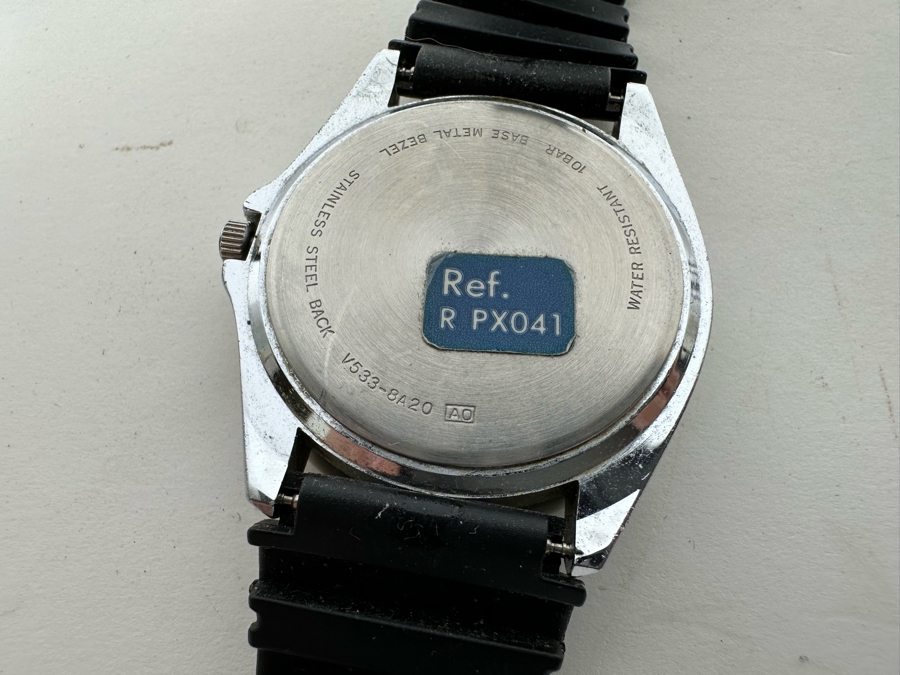 Ref.
R PX041
WATER RESISTANT
10BAR
BASE METAL BEZEL
STAINLESS STEEL BACK
V533-8A20 A0